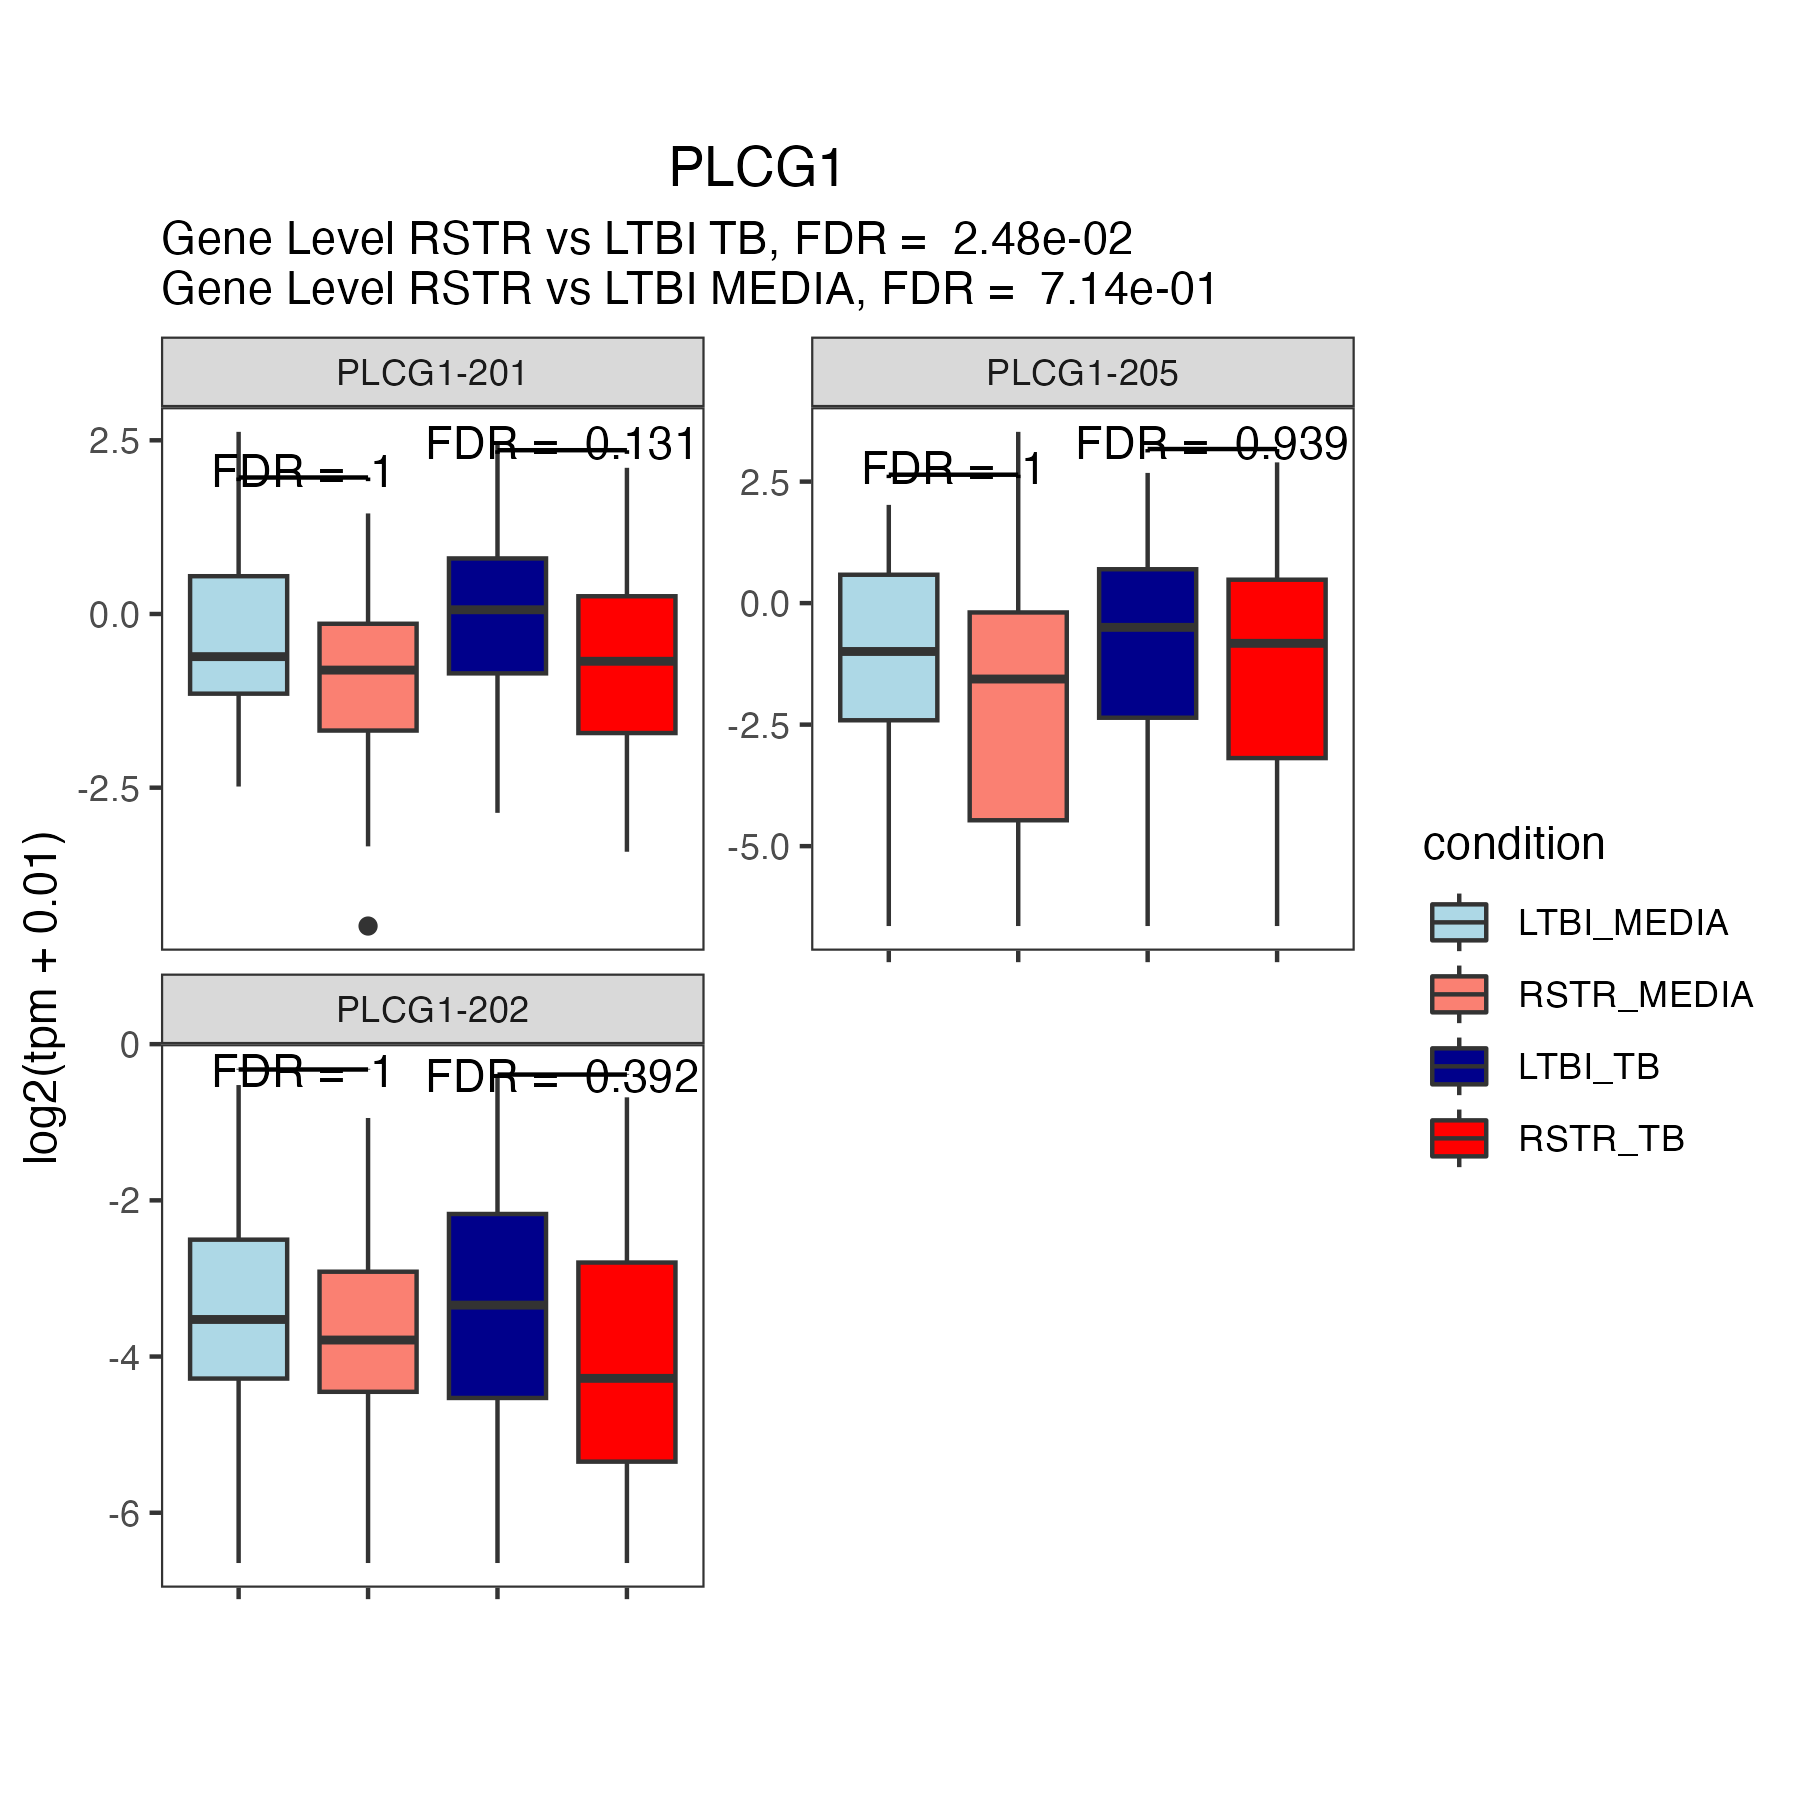 PLCG1
Gene Level RSTR vs LTBI TB, FDR =  2.48e-02
Gene Level RSTR vs LTBI MEDIA, FDR =  7.14e-01
PLCG1-201
2.5
0.0
-2.5
FDR = 1
FDR = 0.131
PLCG1-205
2.5
0.0
-2.5
-5.0
FDR = 1
FDR = 0.939
PLCG1-202
0
-2
-4
-6
FDR = 1
FDR = 0.392
log2(tpm + 0.01)
condition
LTBI_MEDIA
RSTR_MEDIA
LTBI_TB
RSTR_TB